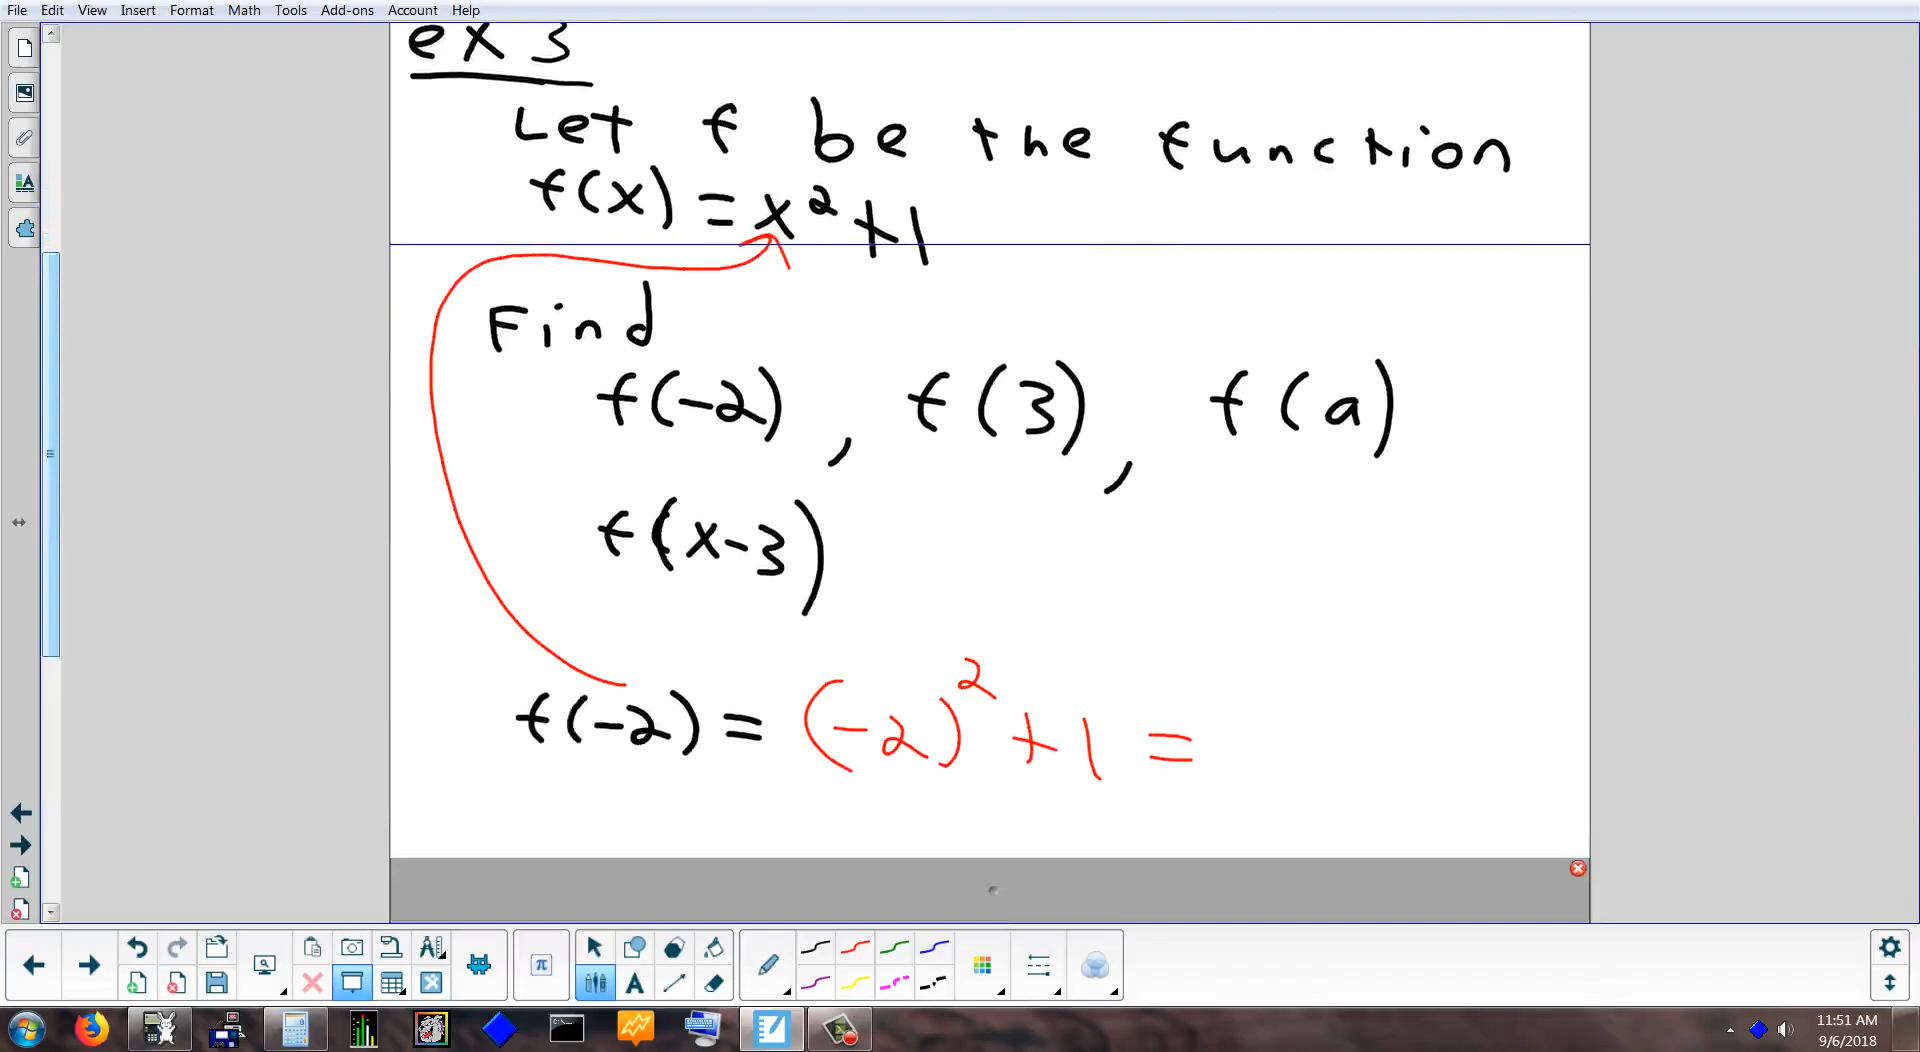 File Edit View Insert Format Math Tools Add-ons Account Help
ex 3
Let f be the function
f(x) = x² + 1
Find
f(-2), f(3), f(a)
f(x-3)
f(-2) = (-2)² + 1 =
π
A
11:51 AM
9/6/2018